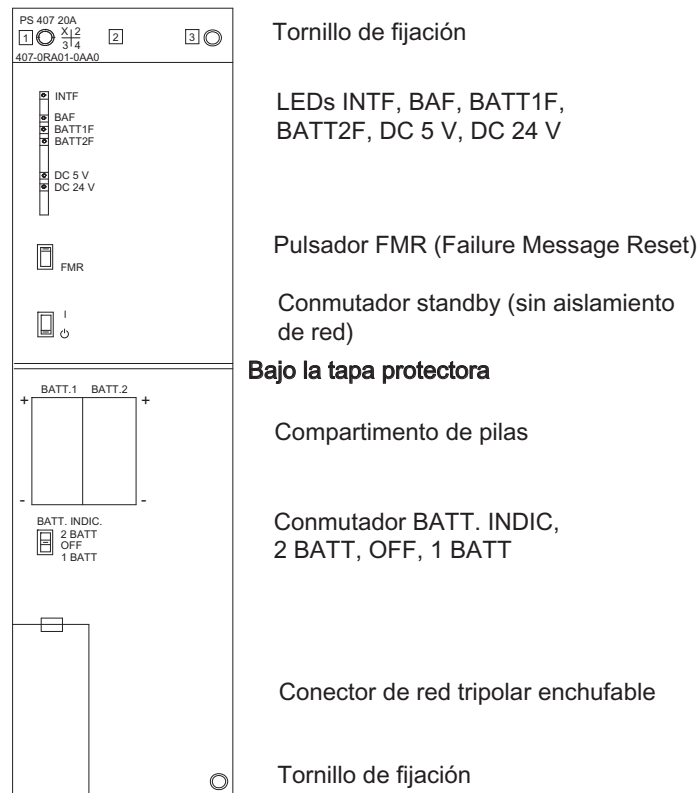 PS 407 20A
1 X 2 3 4 2 3
407-0RA01-0AA0
Tornillo de fijación
INTF
BAF
BATT1F
BATT2F
DC 5 V
DC 24 V
LEDs INTF, BAF, BATT1F,
BATT2F, DC 5 V, DC 24 V
FMR
Pulsador FMR (Failure Message Reset)
I
Conmutador standby (sin aislamiento
de red)
Bajo la tapa protectora
BATT.1 BATT.2
+ +
Compartimento de pilas
- -
BATT. INDIC.
2 BATT
OFF
1 BATT
Conmutador BATT. INDIC,
2 BATT, OFF, 1 BATT
Conector de red tripolar enchufable
Tornillo de fijación